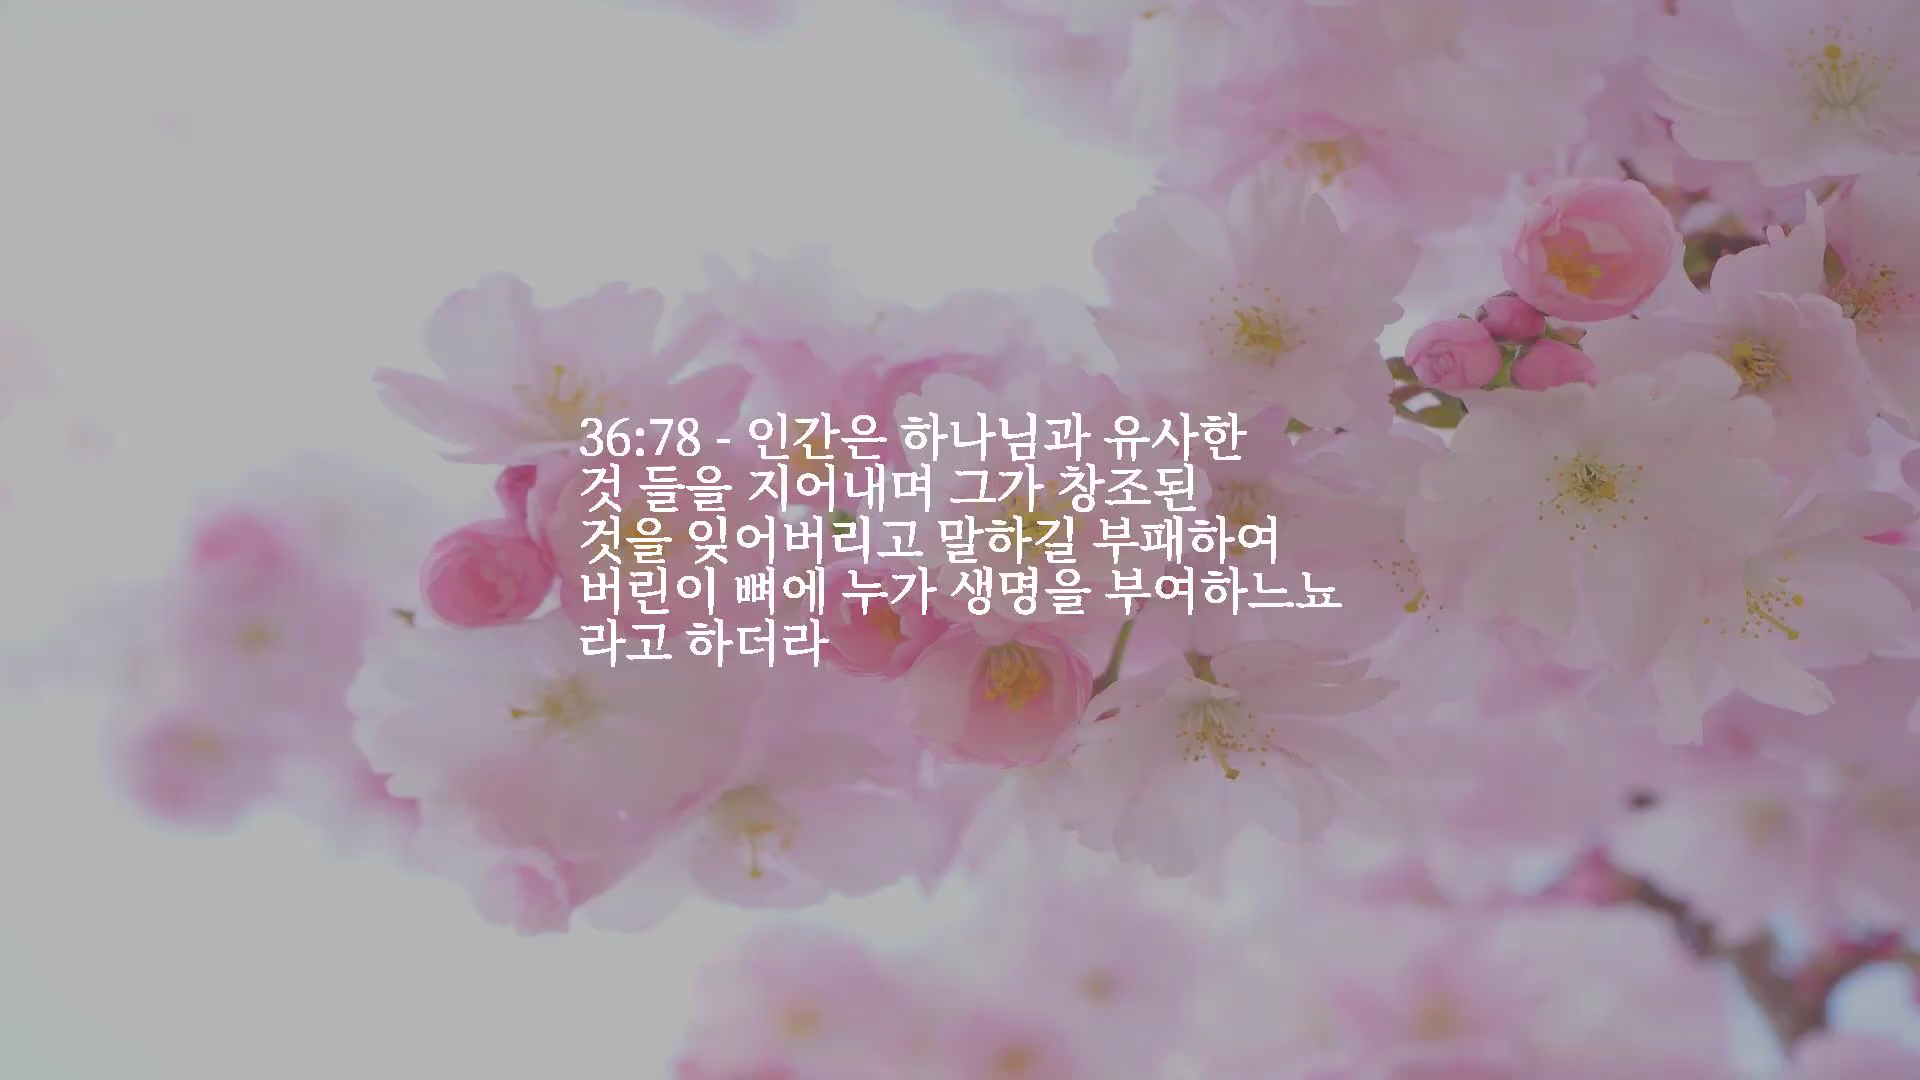 36:78 - 인간은 하나님과 유사한
것 들을 지어내며 그가 창조된
것을 잊어버리고 말하길 부패하여
버린이 뼈에 누가 생명을 부여하느뇨
라고 하더라